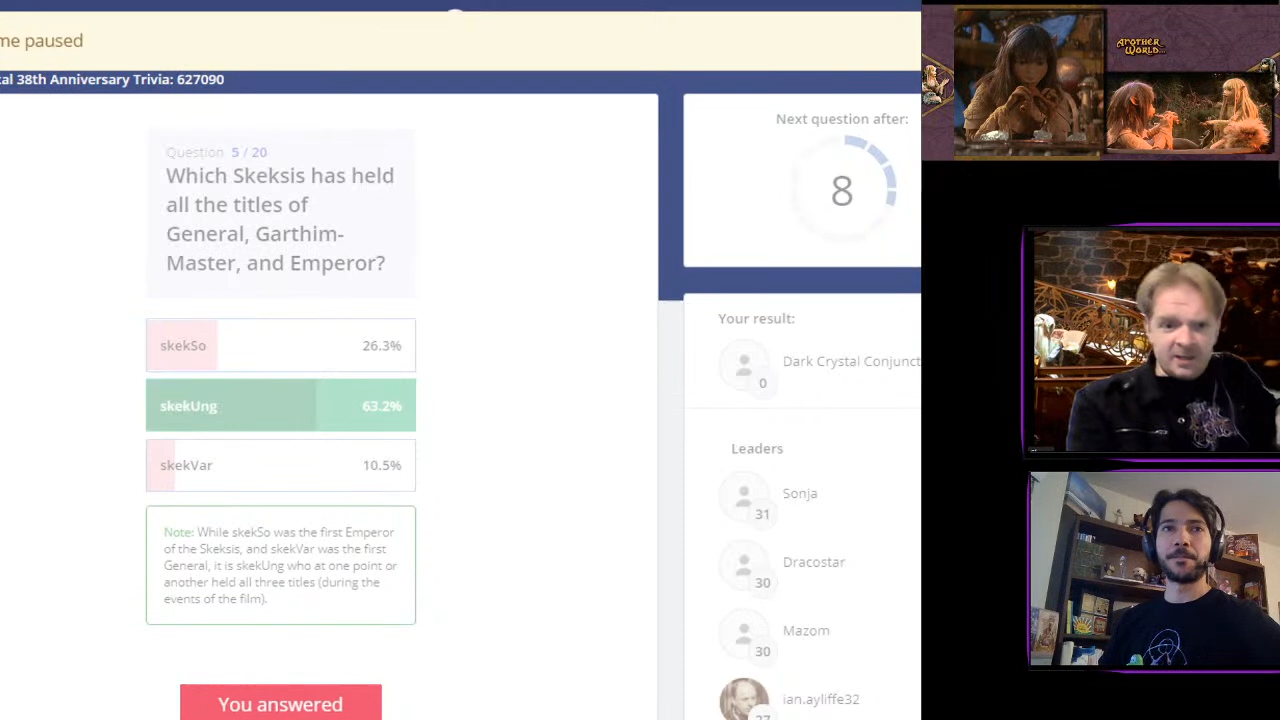 me paused
tal 38th Anniversary Trivia: 627090
Question 5 / 20
Which Skeksis has held
all the titles of
General, Garthim-
Master, and Emperor?
skekSo 26.3%
skekUng 63.2%
skekVar 10.5%
Note: While skekSo was the first Emperor
of the Skeksis, and skekVar was the first
General, it is skekUng who at one point or
another held all three titles (during the
events of the film).
You answered
Next question after:
8
Your result:
Dark Crystal Conjunct
0
Leaders
Sonja
31
Dracostar
30
Mazom
30
ian.ayliffe32
27
ANOTHER
WORLD...